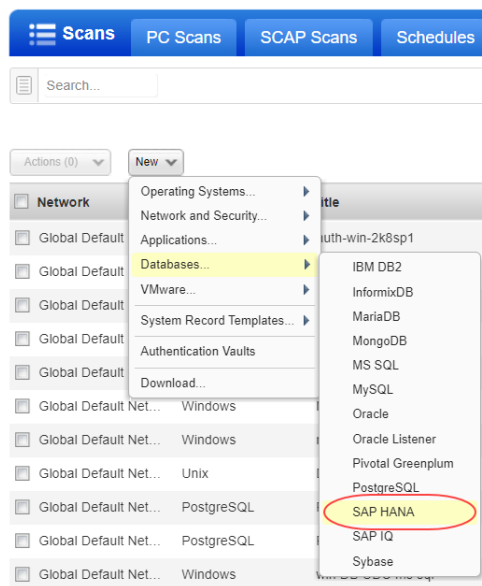 Scans PC Scans SCAP Scans Schedules
Search...
Actions (0) New
Network
Operating Systems...
Network and Security...
Applications...
Databases...
VMware...
System Record Templates...
Authentication Vaults
Download...
IBM DB2
InformixDB
MariaDB
MongoDB
MS SQL
MySQL
Oracle
Oracle Listener
Pivotal Greenplum
PostgreSQL
SAP HANA
SAP IQ
Sybase
Global Default
Global Default
Global Default
Global Default
Global Default
Global Default Net... Windows
Global Default Net... Windows
Global Default Net... Unix
Global Default Net... PostgreSQL
Global Default Net... PostgreSQL
Global Default Net... Windows